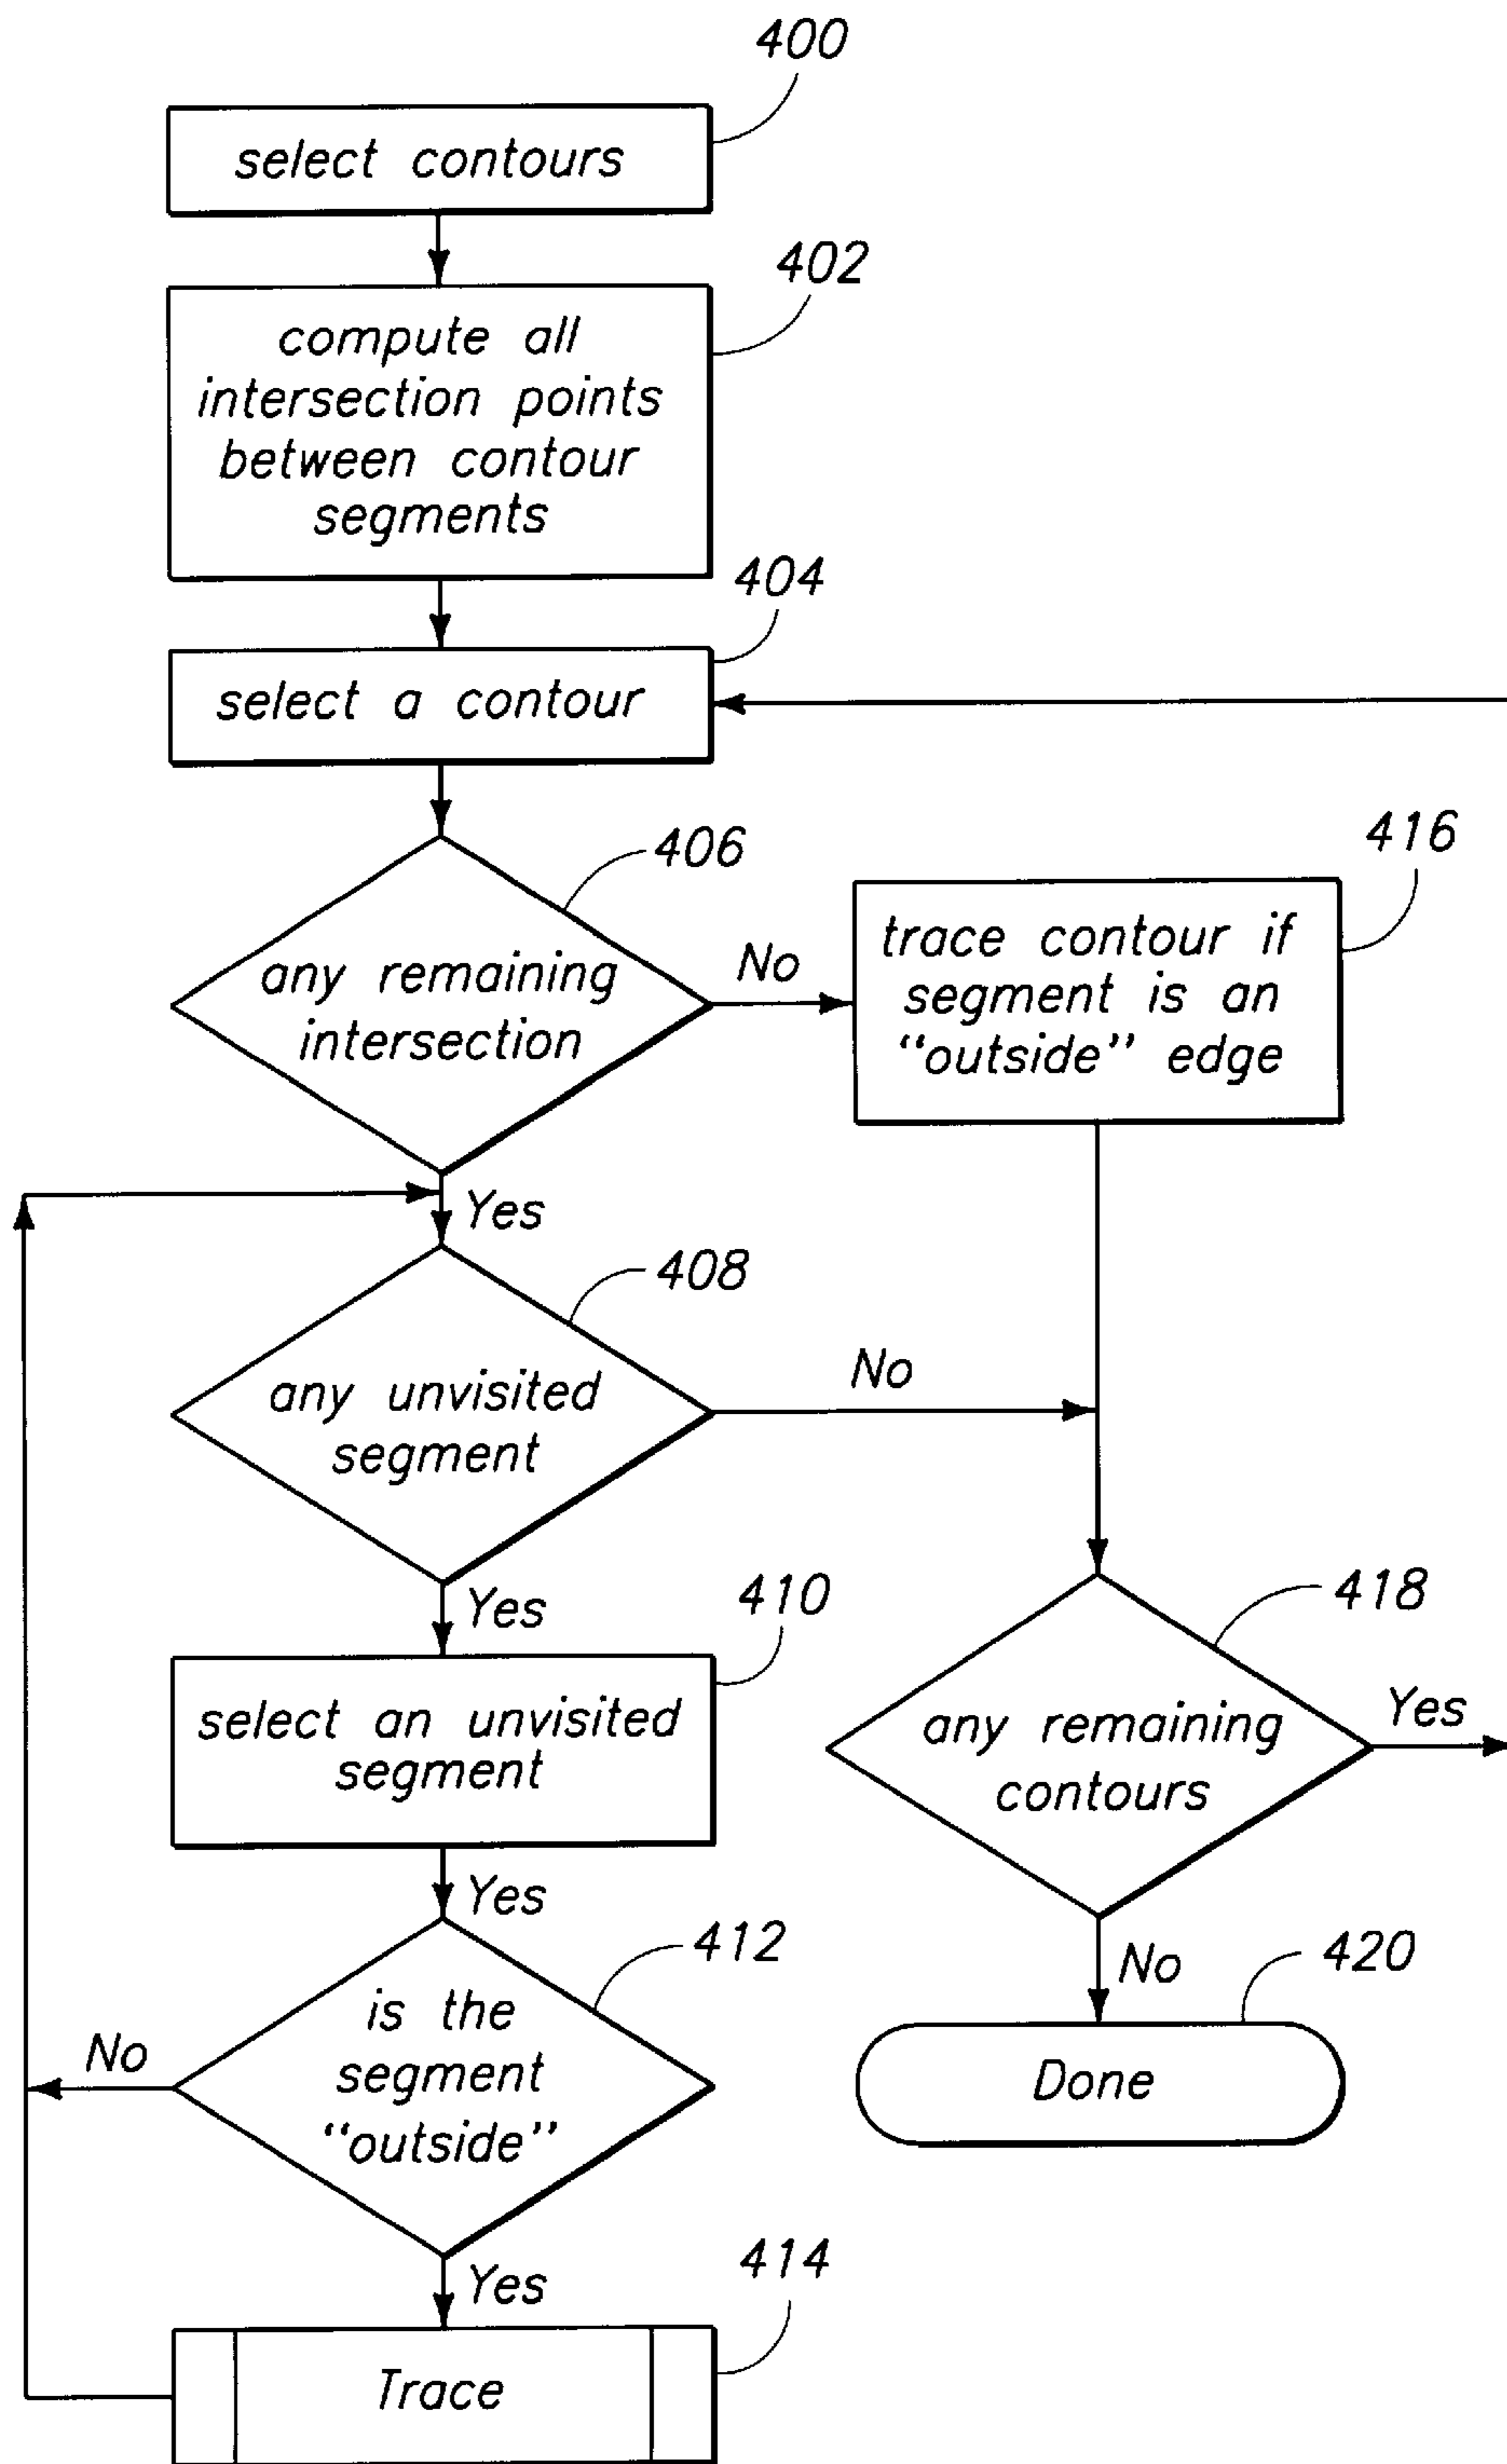 400
select contours
402
compute all
intersection points
between contour
segments
404
select a contour
406
any remaining
intersection
No
416
trace contour if
segment is an
“outside” edge
Yes
408
any unvisited
segment
No
Yes
410
select an unvisited
segment
Yes
412
is the
segment
“outside”
No
Yes
414
Trace
418
any remaining
contours
Yes
No
420
Done